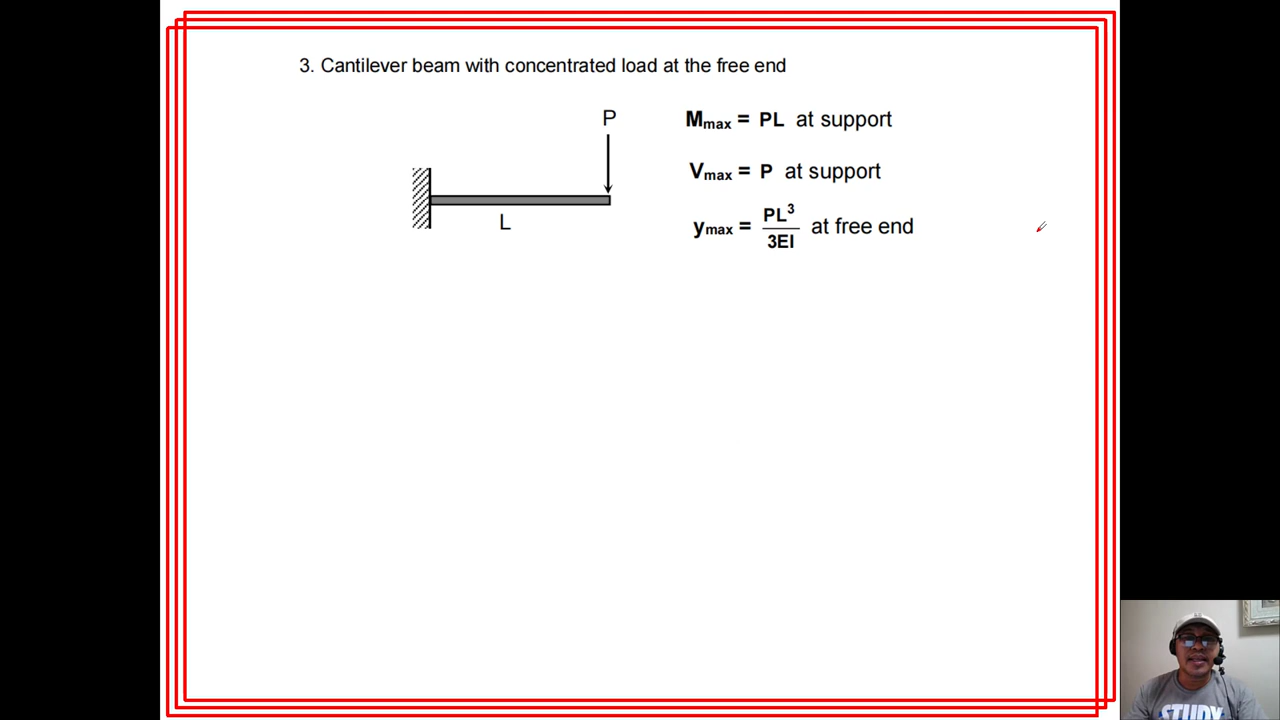 3. Cantilever beam with concentrated load at the free end
P
L
Mmax = PL at support
Vmax = P at support
ymax = PL³/3EI at free end
STUDY